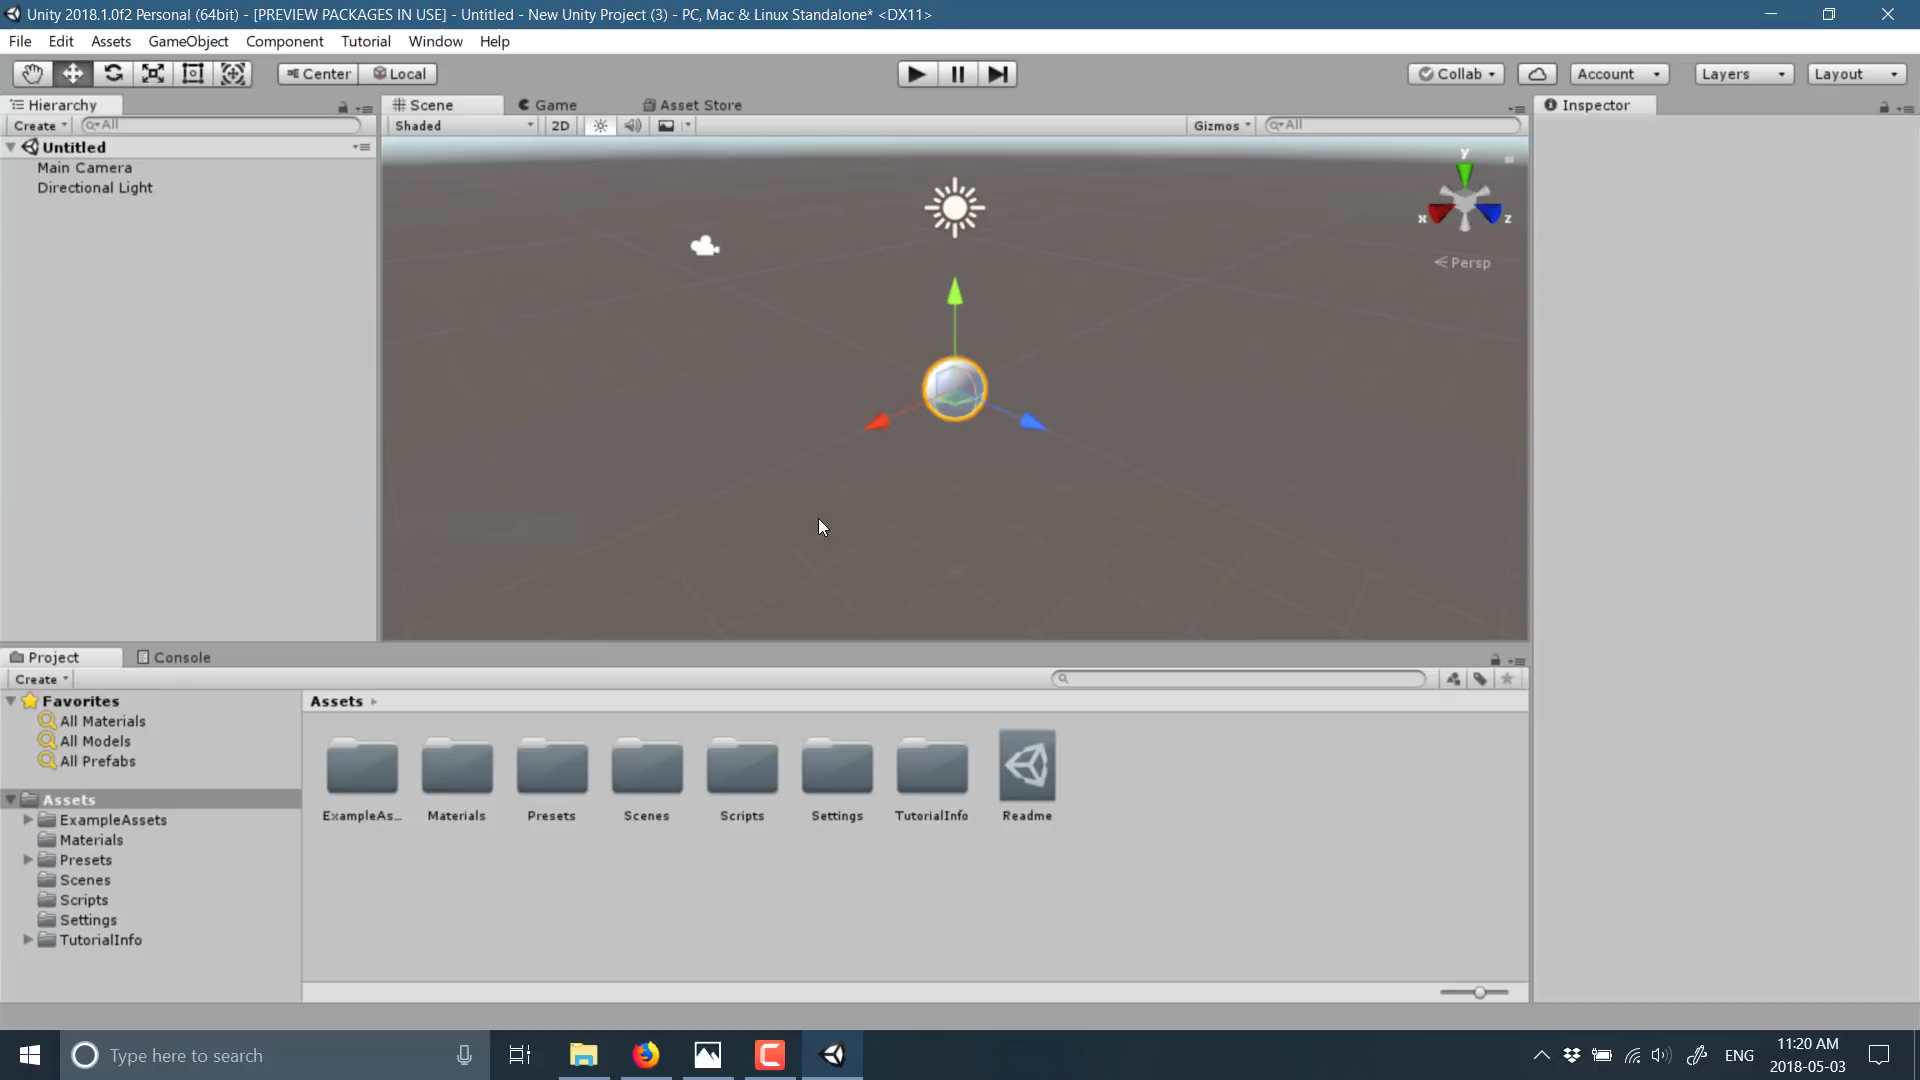 Unity 2018.1.0f2 Personal (64bit) - [PREVIEW PACKAGES IN USE] - Untitled - New Unity Project (3) - PC, Mac & Linux Standalone* <DX11>
File Edit Assets GameObject Component Tutorial Window Help
Center Local Collab Account Layers Layout
Hierarchy Scene Game Asset Store Inspector
Create All Shaded 2D Gizmos All
Untitled
Main Camera
Directional Light
y
x z
Persp
Project Console
Create
Favorites Assets
All Materials
All Models
All Prefabs
Assets
ExampleAssets
Materials
Presets
Scenes
Scripts
Settings
TutorialInfo
ExampleAs... Materials Presets Scenes Scripts Settings TutorialInfo Readme
Type here to search
ENG
11:20 AM
2018-05-03